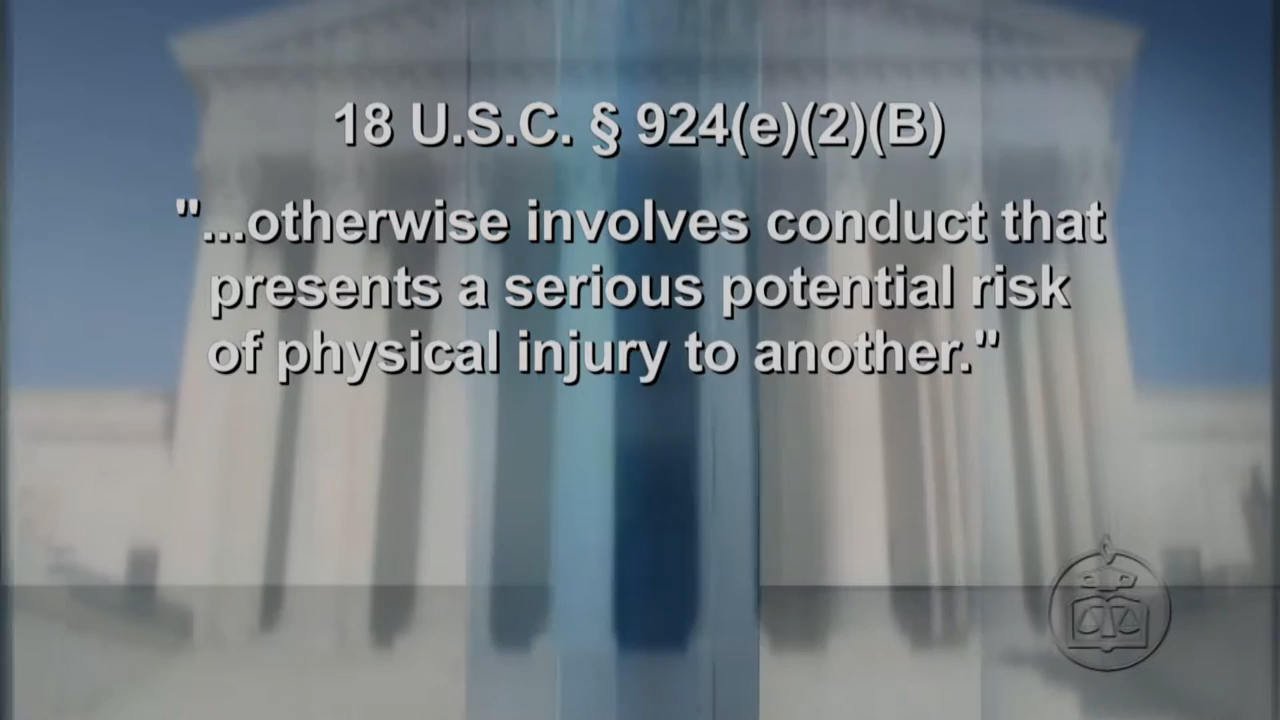 18 U.S.C. § 924(e)(2)(B)
"...otherwise involves conduct that
presents a serious potential risk
of physical injury to another."